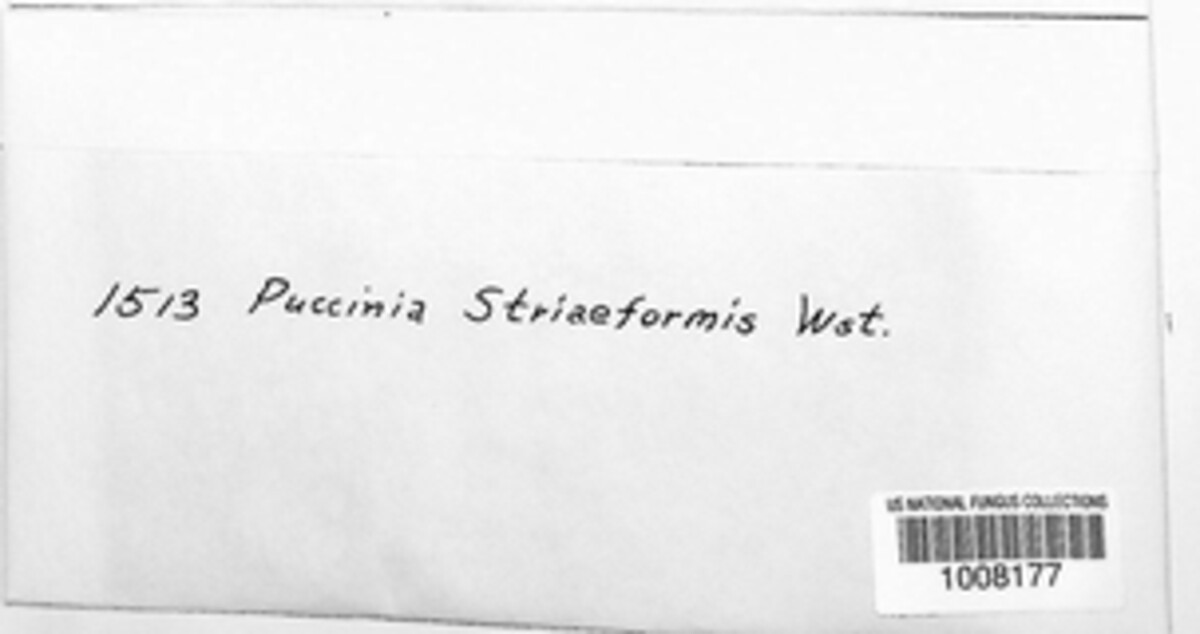 1513 Puccinia Striaeformis Wst.
US NATIONAL FUNGUS COLLECTIONS
1008177